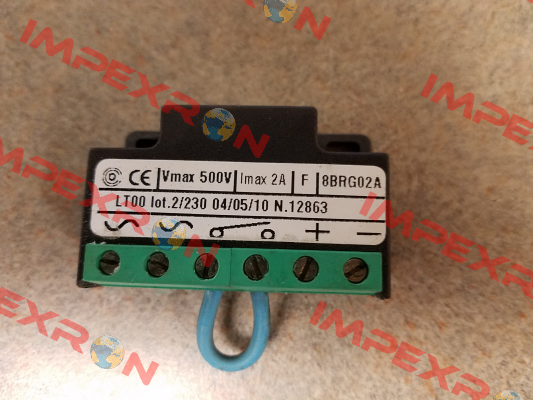 IMPEXRON
IMPEXRON
CE Vmax 500V Imax 2A F 8BRG02A
LT00 lot.2/230 04/05/10 N.12863
~ ~ + −
IMPEXRON
IMPEXRON
IMPEXRON